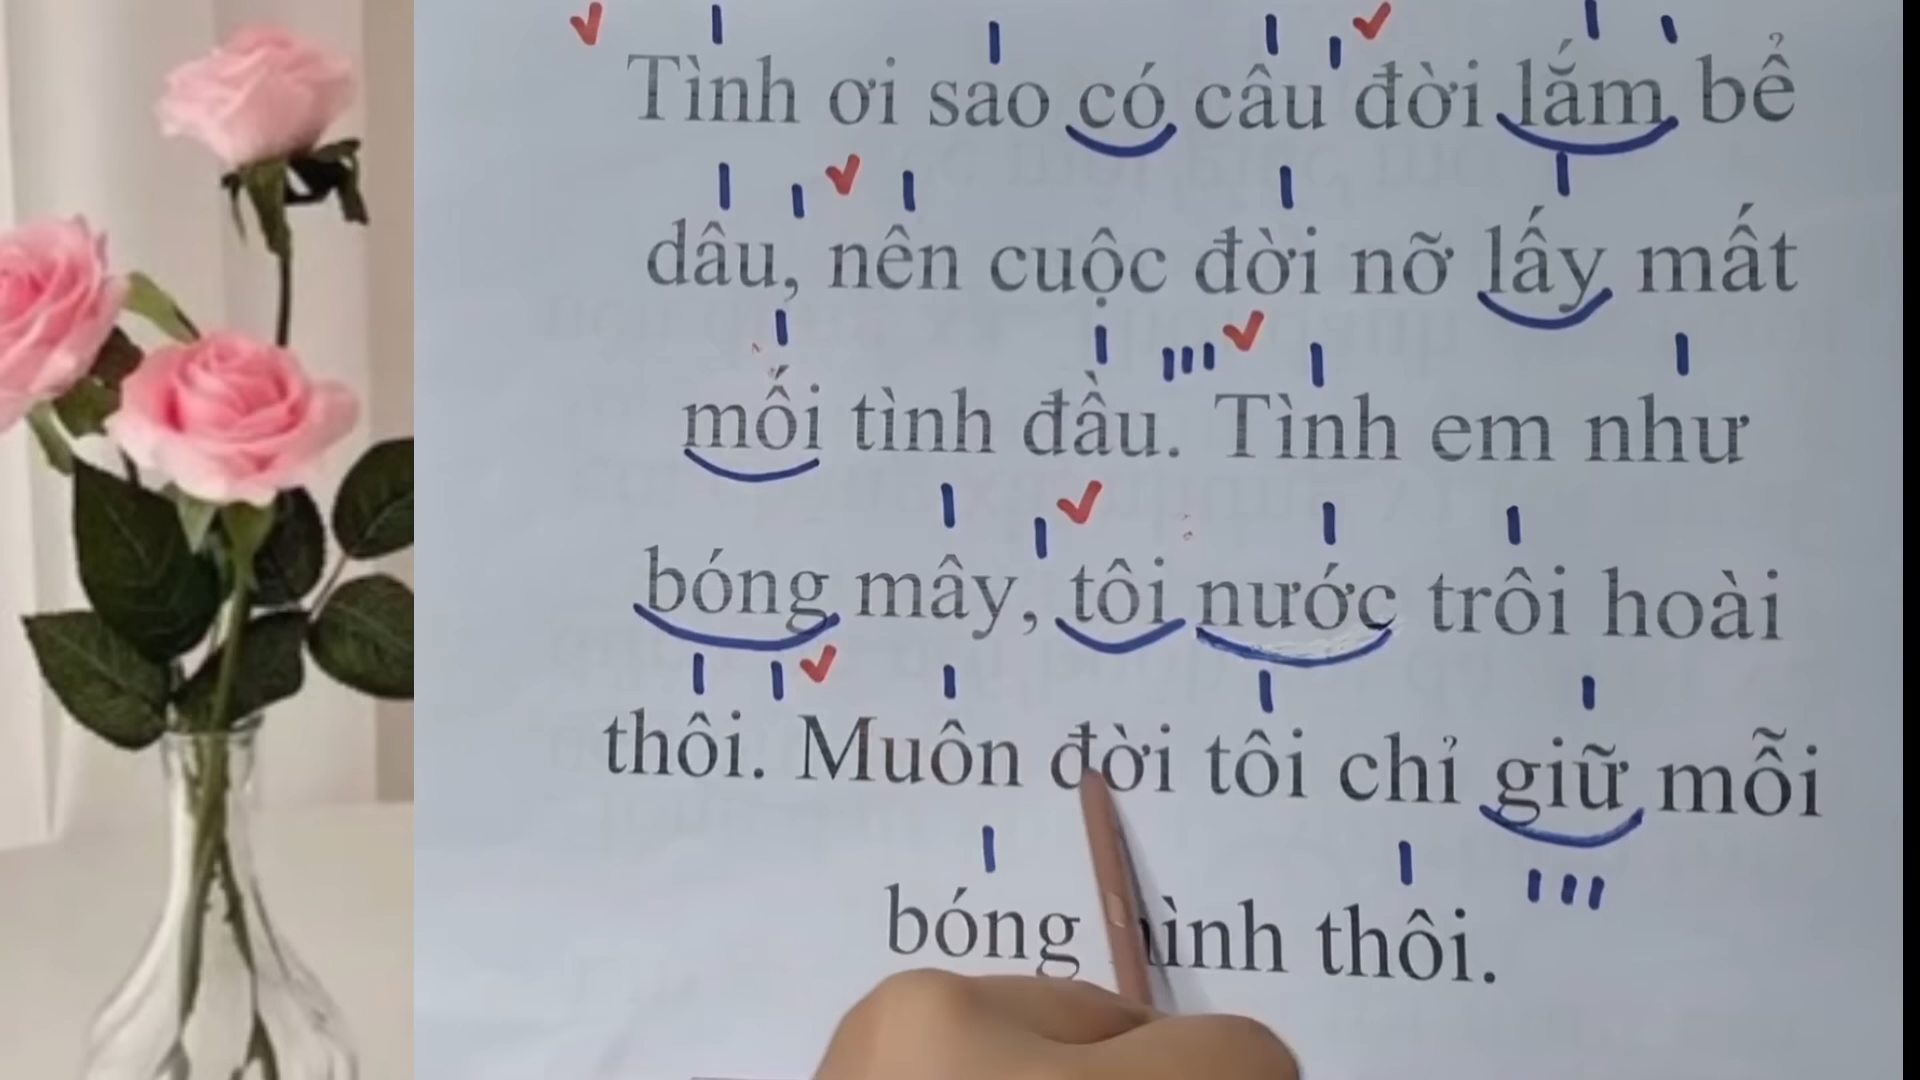 Tình ơi sao có câu đời lắm bể
dâu, nên cuộc đời nỡ lấy mất
mối tình đầu. Tình em như
bóng mây, tôi nước trôi hoài
thôi. Muôn đời tôi chỉ giữ mỗi
bóng hình thôi.